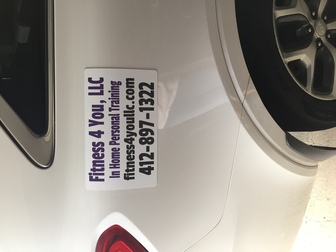 Fitness 4 You, LLC
In Home Personal Training
fitness4youllc.com
412-897-1322